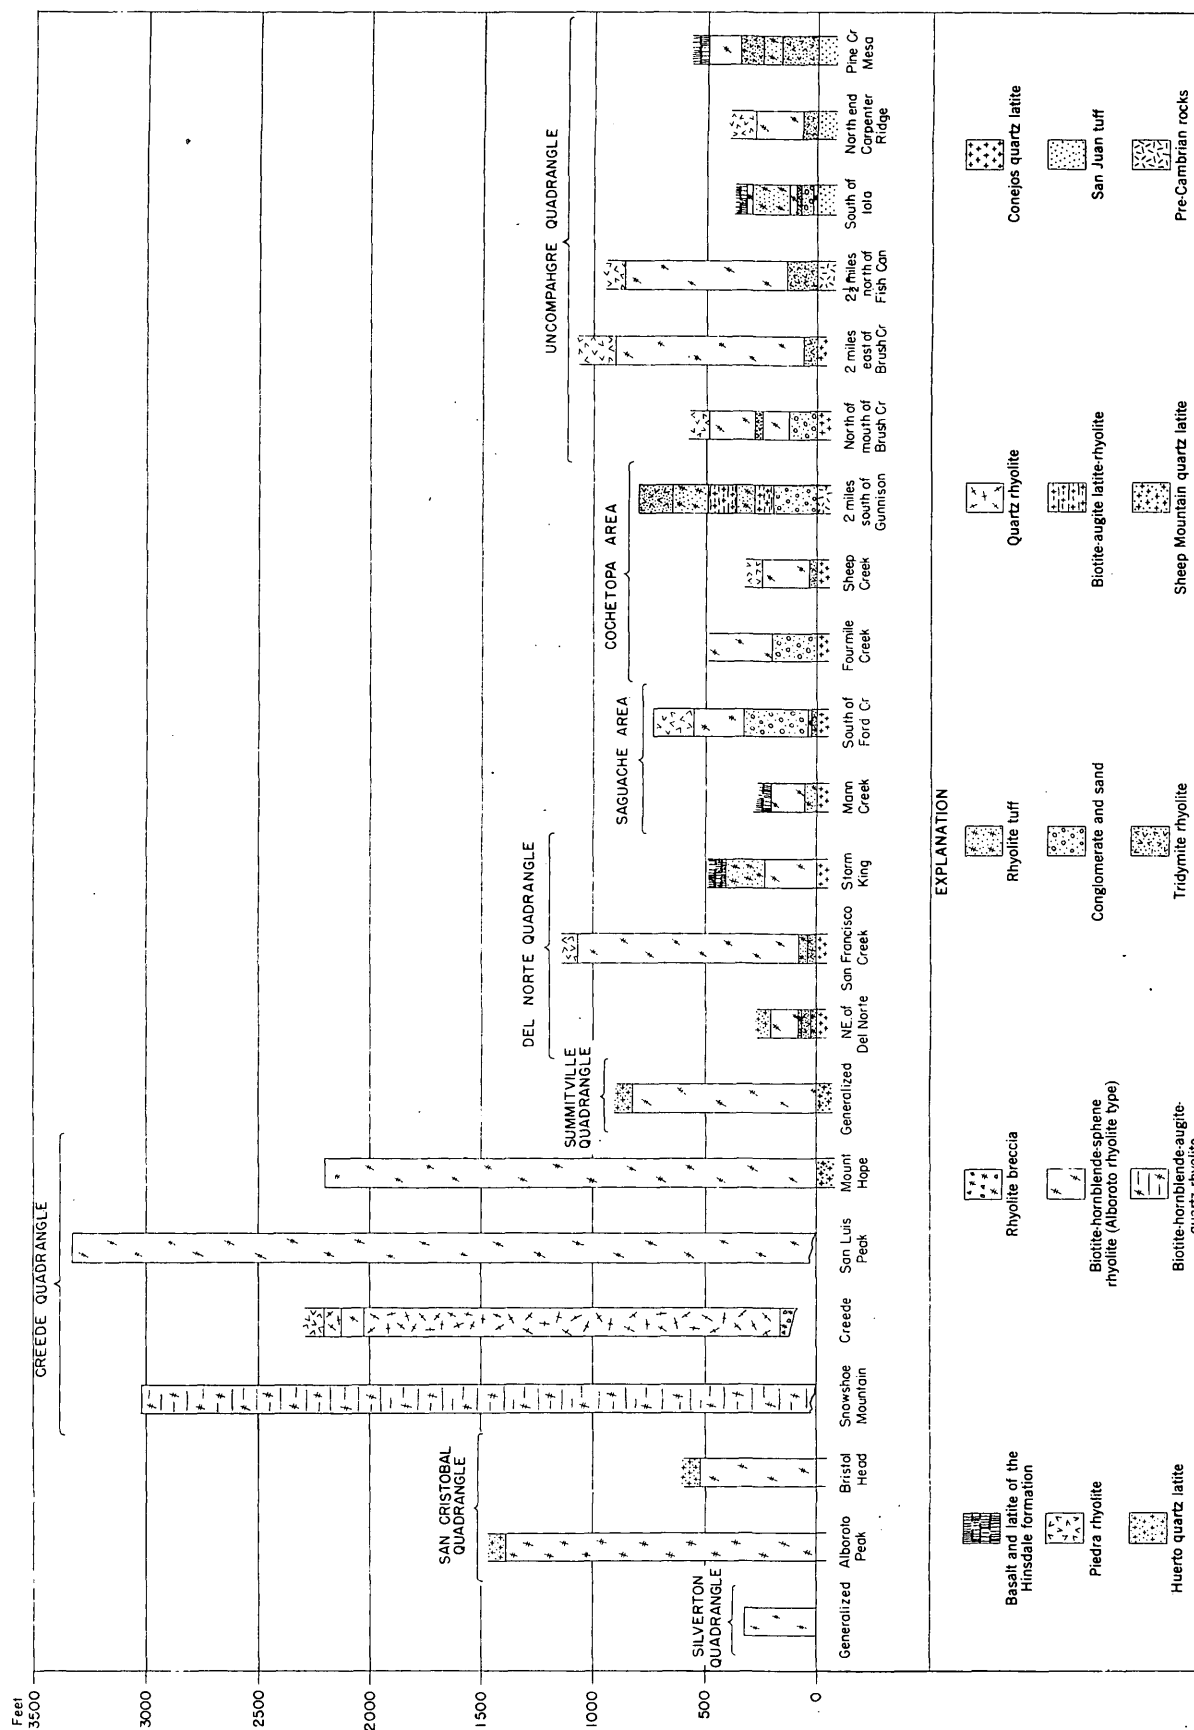 Feet
3500
3000
2500
2000
1500
1000
500
0
SILVERTON
QUADRANGLE
SAN CRISTOBAL
QUADRANGLE
CREEDE QUADRANGLE
SUMMITVILLE
QUADRANGLE
DEL NORTE QUADRANGLE
SAGUACHE AREA
COCHETOPA AREA
UNCOMPAHGRE QUADRANGLE
Generalized
Alboroto
Peak
Bristol
Head
Snowshoe
Mountain
Creede
San Luis
Peak
Mount
Hope
Generalized
NE. of
Del Norte
San Francisco
Creek
Storm
King
Mann
Creek
South of
Ford Cr
Fourmile
Creek
Sheep
Creek
2 miles
south of
Gunnison
North of
mouth of
Brush Cr
2 miles
east of
Brush Cr
2½ miles
north of
Fish Can
South of
Iola
North end
Carpenter
Ridge
Pine Cr
Mesa
EXPLANATION
Basalt and latite of the
Hinsdale formation
Piedra rhyolite
Huerto quartz latite
Rhyolite breccia
Biotite-hornblende-sphene
rhyolite (Alboroto rhyolite type)
Biotite-hornblende-augite-
quartz rhyolite
Rhyolite tuff
Conglomerate and sand
Tridymite rhyolite
Quartz rhyolite
Biotite-augite latite-rhyolite
Sheep Mountain quartz latite
Conejos quartz latite
San Juan tuff
Pre-Cambrian rocks